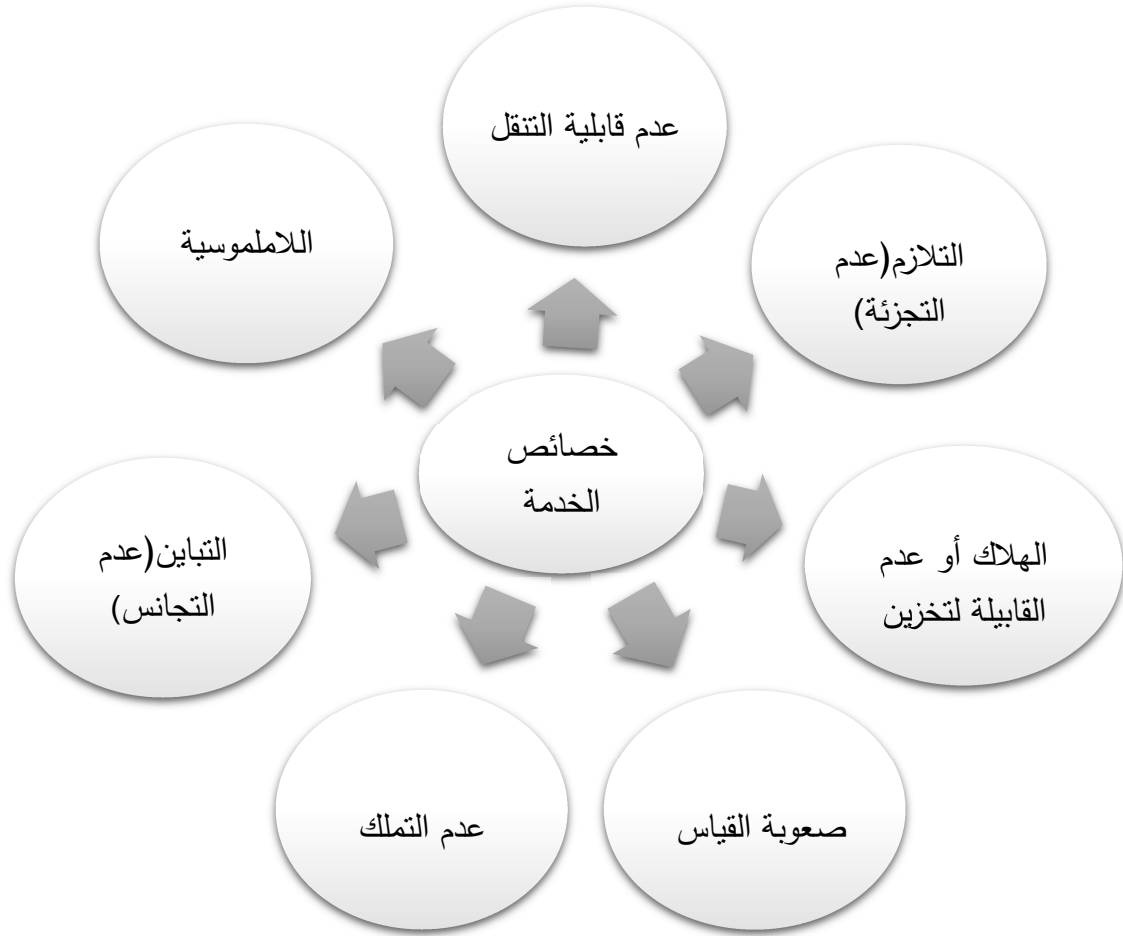 عدم قابلية التنقل
اللاملموسية
التلازم(عدم
التجزئة)
خصائص
الخدمة
التباين(عدم
التجانس)
الهلاك أو عدم
القابيلة لتخزين
عدم التملك
صعوبة القياس